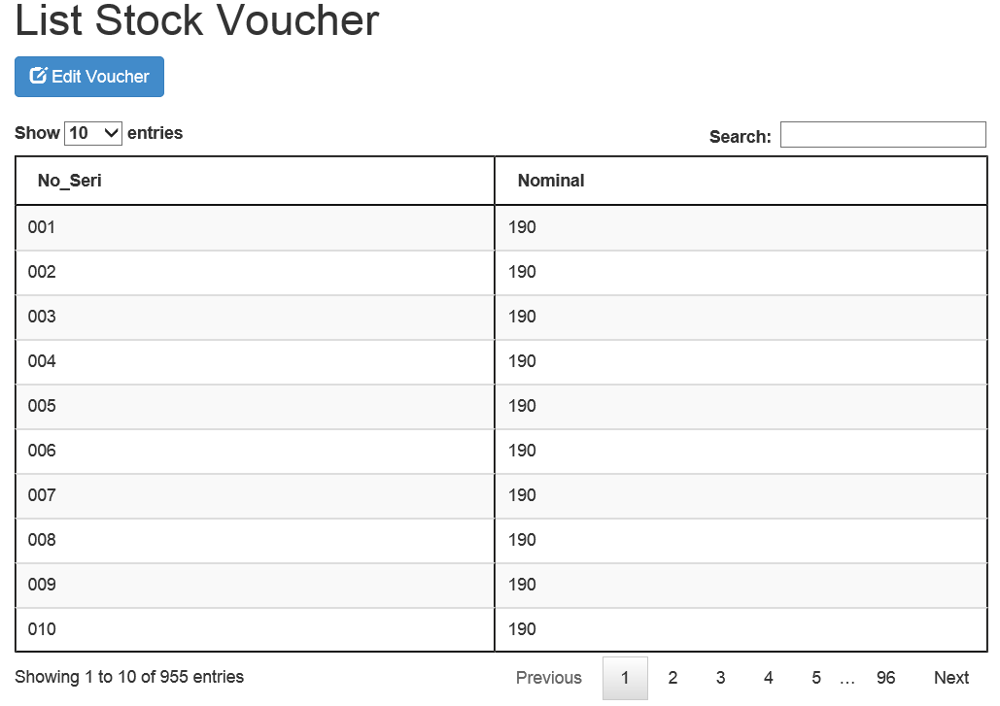 List Stock Voucher
Edit Voucher
Show 10 entries Search:
No_Seri Nominal
001 190
002 190
003 190
004 190
005 190
006 190
007 190
008 190
009 190
010 190
Showing 1 to 10 of 955 entries Previous 1 2 3 4 5 … 96 Next